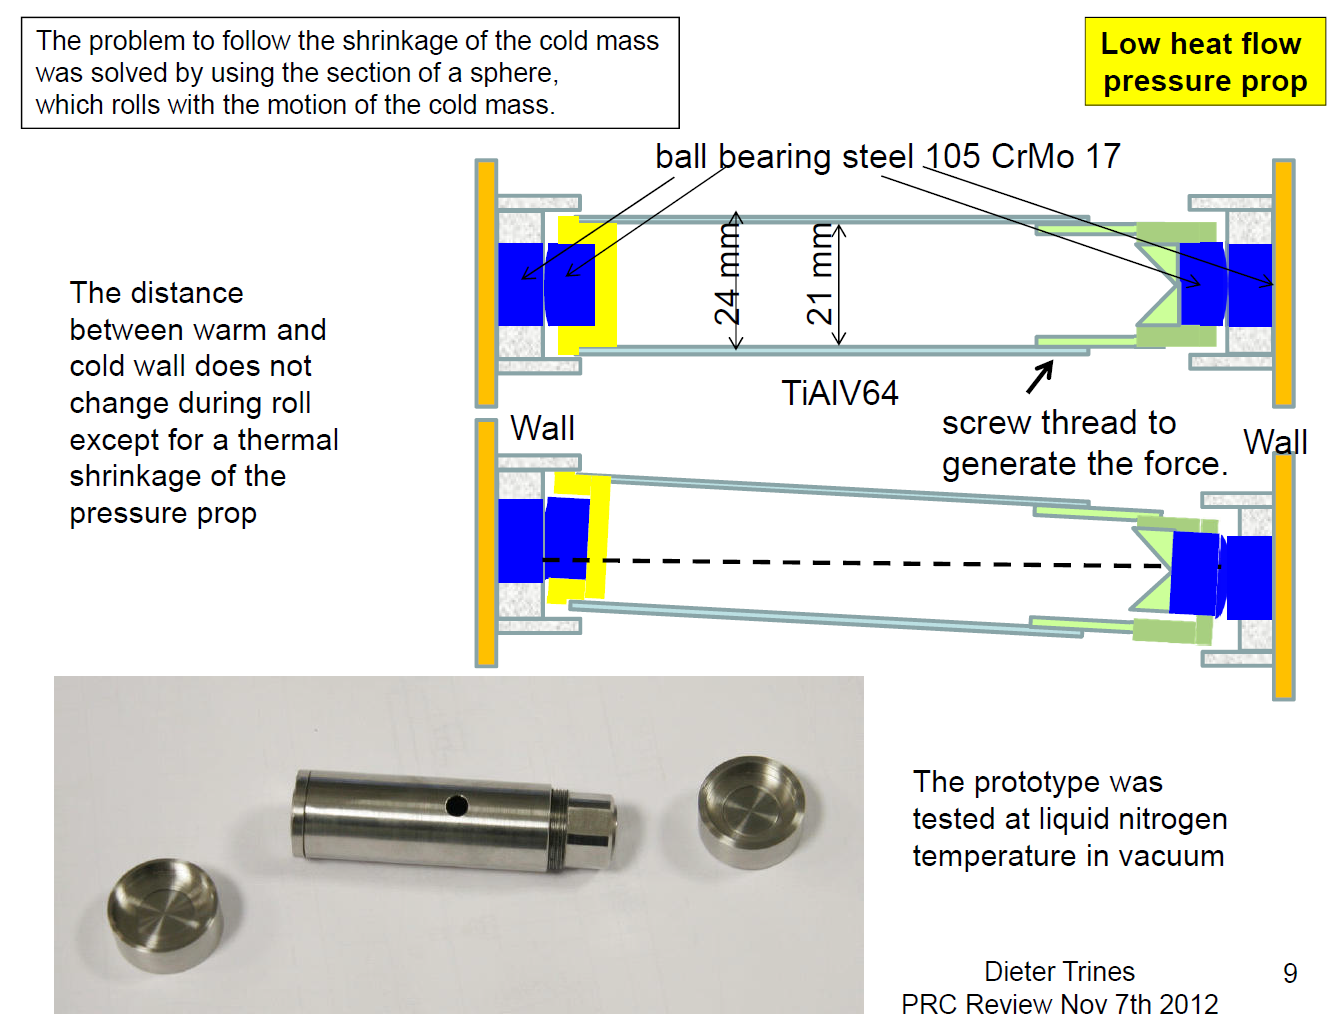 The problem to follow the shrinkage of the cold mass
was solved by using the section of a sphere,
which rolls with the motion of the cold mass.
Low heat flow
pressure prop
ball bearing steel 105 CrMo 17
24 mm
21 mm
The distance
between warm and
cold wall does not
change during roll
except for a thermal
shrinkage of the
pressure prop
TiAlV64
screw thread to
generate the force.
Wall
Wall
The prototype was
tested at liquid nitrogen
temperature in vacuum
Dieter Trines
PRC Review Nov 7th 2012
9